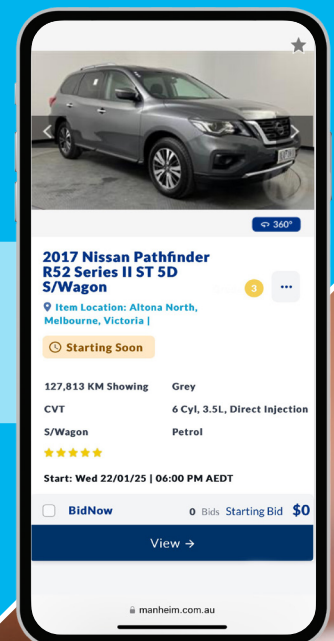 360°
2017 Nissan Pathfinder
R52 Series II ST 5D
S/Wagon
3
Item Location: Altona North,
Melbourne, Victoria |
Starting Soon
127,813 KM Showing Grey
CVT 6 Cyl, 3.5L, Direct Injection
S/Wagon Petrol
Start: Wed 22/01/25 | 06:00 PM AEDT
BidNow 0 Bids Starting Bid $0
View →
manheim.com.au